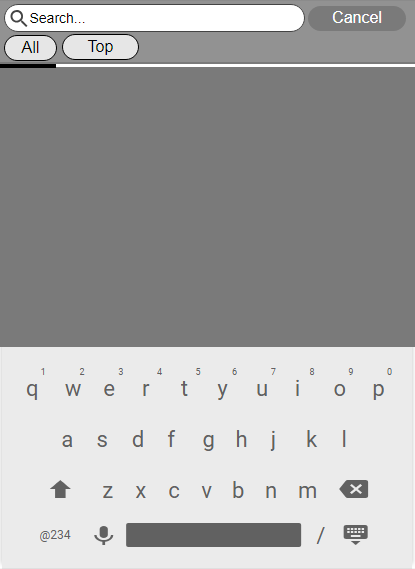 Search... Cancel
All Top
1 2 3 4 5 6 7 8 9 0
q w e r t y u i o p
a s d f g h j k l
z x c v b n m
@234 /